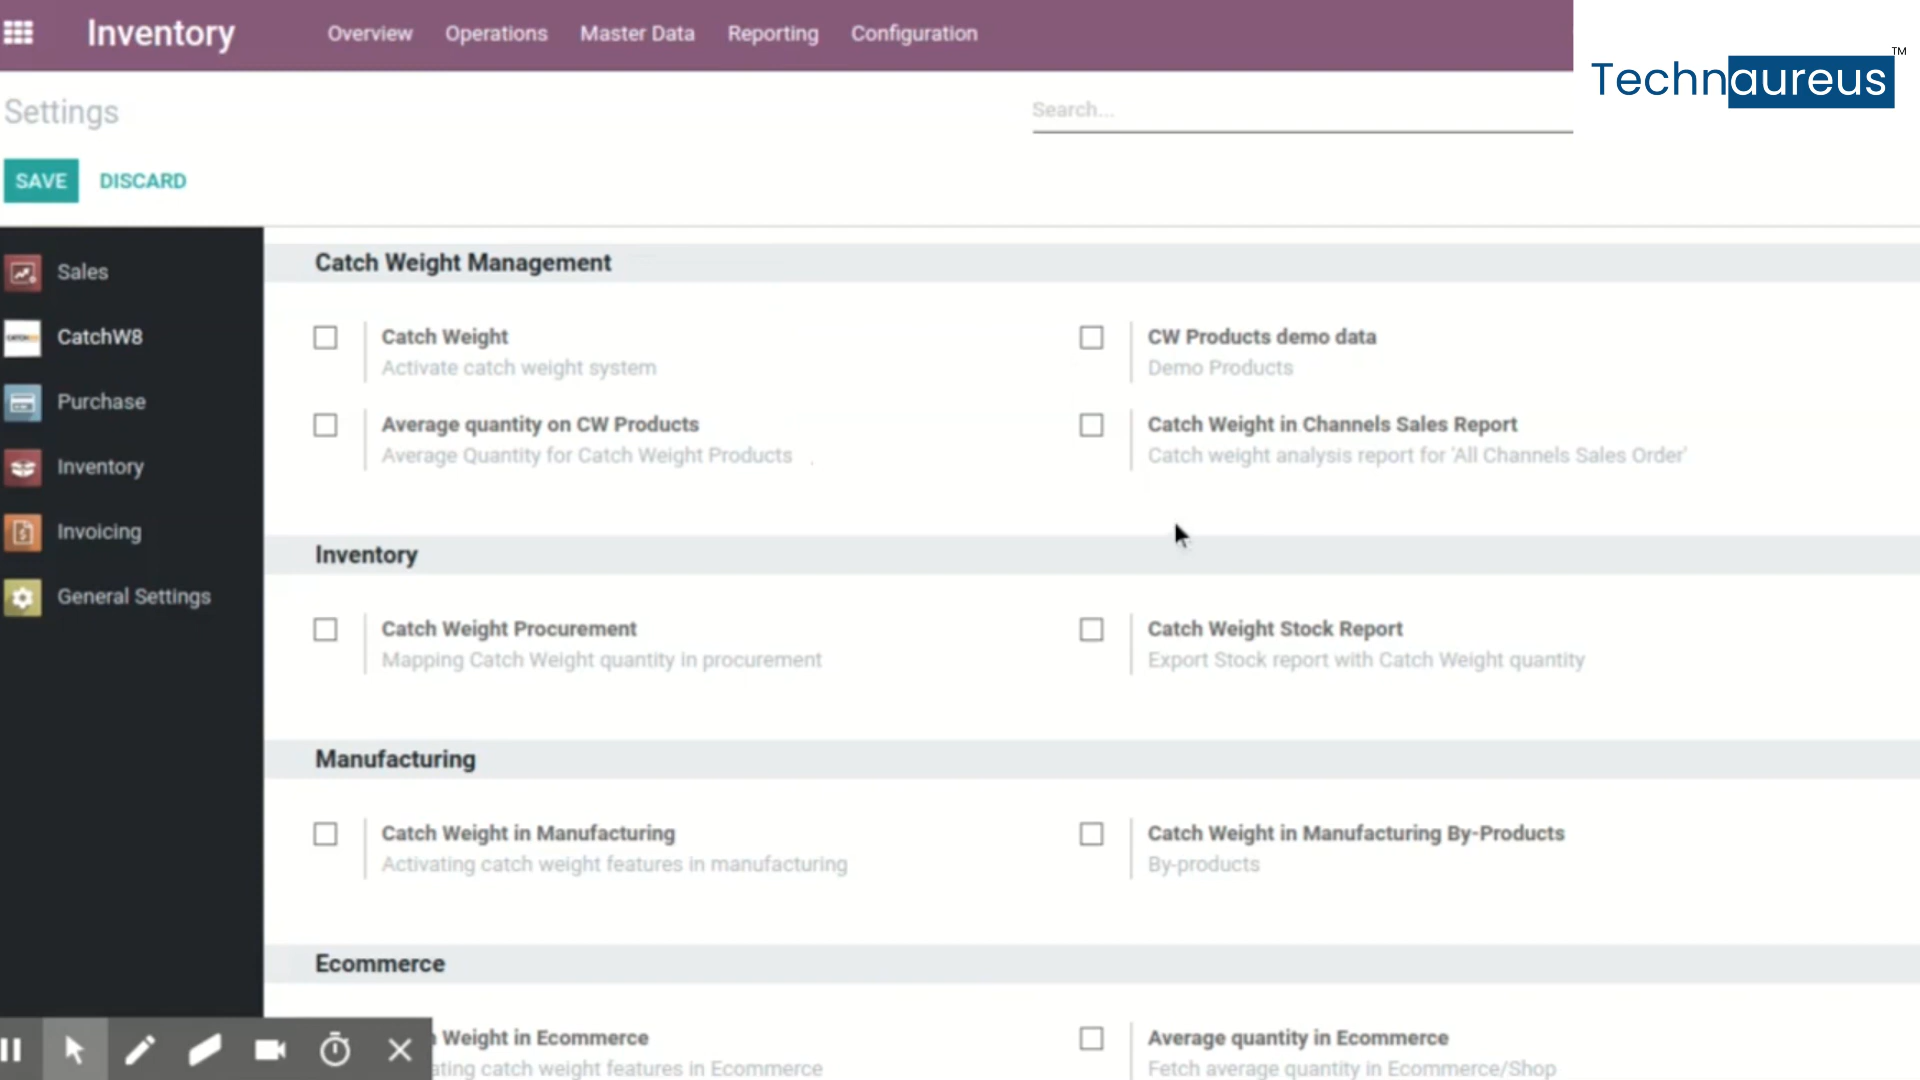 Inventory
Overview
Operations
Master Data
Reporting
Configuration
Technaureus
TM
Settings
Search...
SAVE
DISCARD
Sales
CatchW8
Purchase
Inventory
Invoicing
General Settings
Catch Weight Management
Catch Weight
Activate catch weight system
CW Products demo data
Demo Products
Average quantity on CW Products
Average Quantity for Catch Weight Products
Catch Weight in Channels Sales Report
Catch weight analysis report for 'All Channels Sales Order'
Inventory
Catch Weight Procurement
Mapping Catch Weight quantity in procurement
Catch Weight Stock Report
Export Stock report with Catch Weight quantity
Manufacturing
Catch Weight in Manufacturing
Activating catch weight features in manufacturing
Catch Weight in Manufacturing By-Products
By-products
Ecommerce
Weight in Ecommerce
catch weight features in Ecommerce
Average quantity in Ecommerce
Fetch average quantity in Ecommerce/Shop